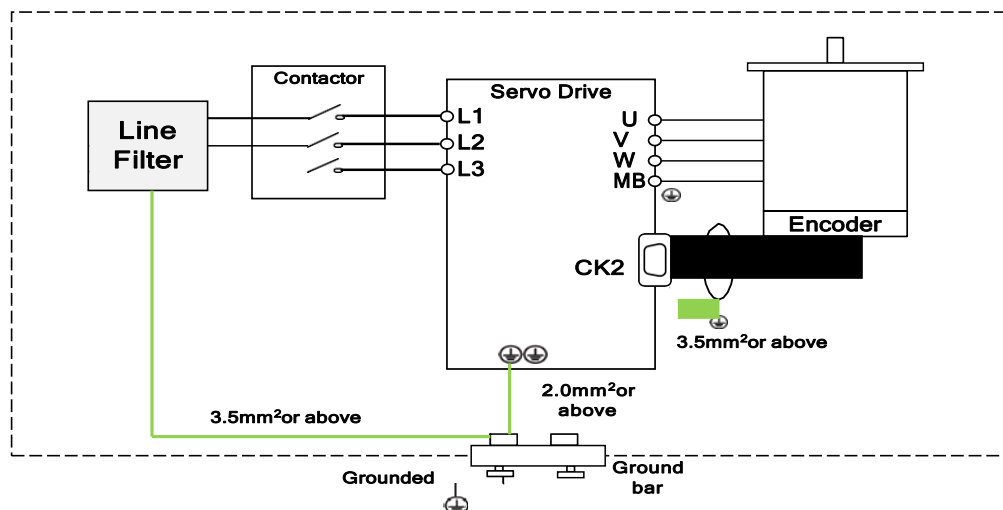 Contactor
Line
Filter
Servo Drive
L1
L2
L3
U
V
W
MB
Encoder
CK2
3.5mm²or above
2.0mm²or
above
3.5mm²or above
Grounded
Ground
bar